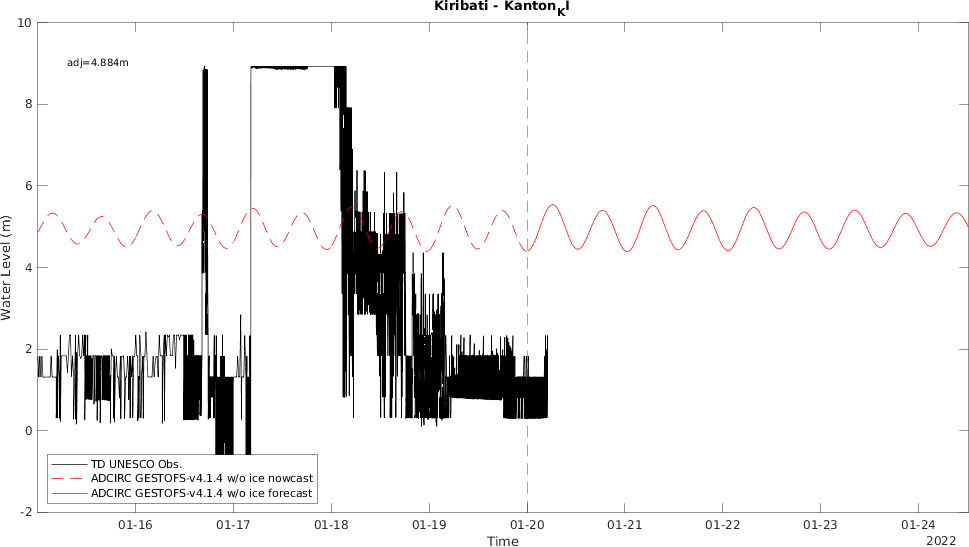 Kiribati - Kanton_KI
adj=4.884m
Water Level (m)
10
8
6
4
2
0
-2
TD UNESCO Obs.
ADCIRC GESTOFS-v4.1.4 w/o ice nowcast
ADCIRC GESTOFS-v4.1.4 w/o ice forecast
01-16 01-17 01-18 01-19 01-20 01-21 01-22 01-23 01-24
Time
2022